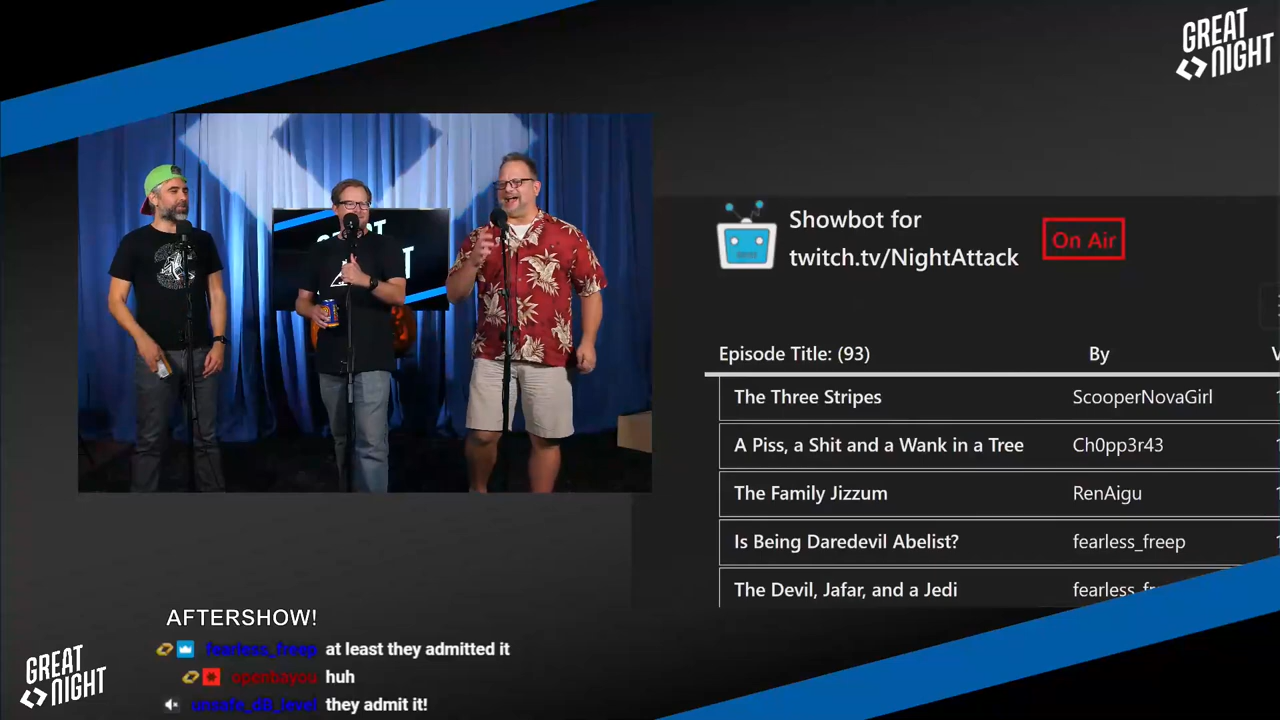 GREAT
NIGHT
Showbot for
twitch.tv/NightAttack
On Air
Episode Title: (93)
By
The Three Stripes
ScooperNovaGirl
A Piss, a Shit and a Wank in a Tree
Ch0pp3r43
The Family Jizzum
RenAigu
Is Being Daredevil Abelist?
fearless_freep
The Devil, Jafar, and a Jedi
AFTERSHOW!
fearless_freep at least they admitted it
openbayou huh
unsafe_dB_level they admit it!
GREAT
NIGHT